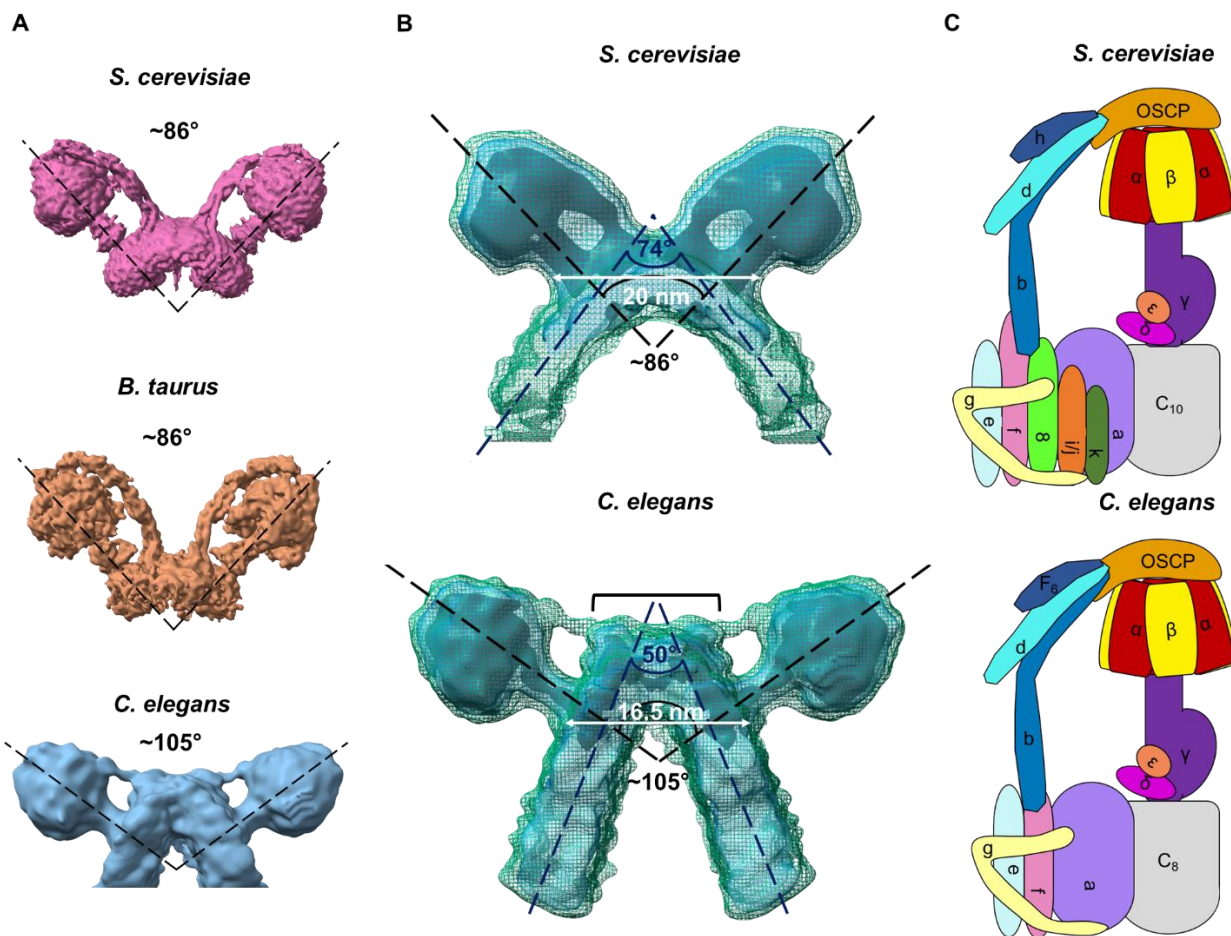 A
S. cerevisiae
~86°
B. taurus
~86°
C. elegans
~105°
B
S. cerevisiae
74°
20 nm
~86°
C. elegans
50°
16.5 nm
~105°
C
S. cerevisiae
OSCP
h
d
α
β
α
b
γ
ε
δ
g
e
f
8
i/j
k
a
C10
C. elegans
OSCP
F6
d
α
β
α
b
γ
ε
δ
g
e
f
a
C8